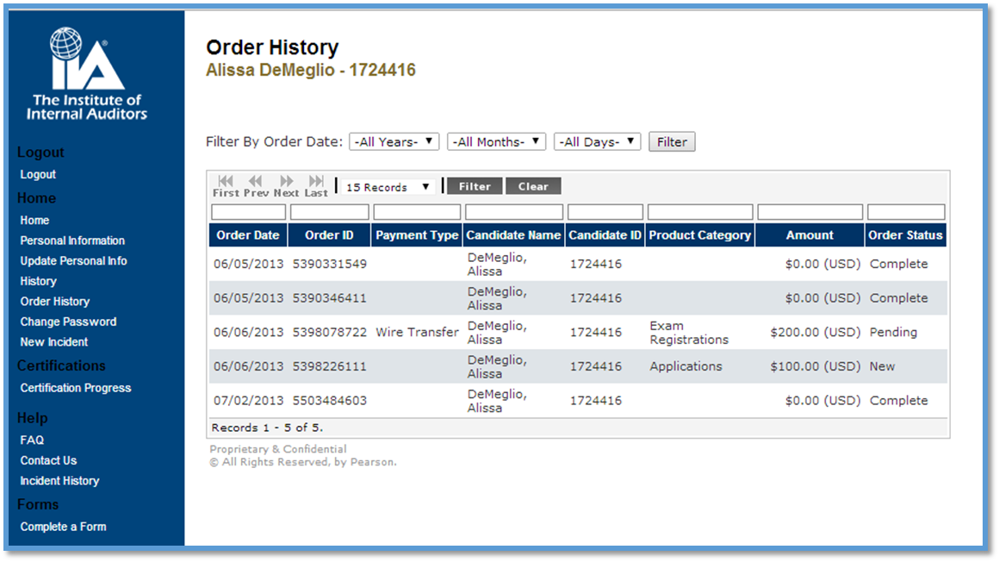 IIA®
The Institute of
Internal Auditors
Logout
Logout
Home
Home
Personal Information
Update Personal Info
History
Order History
Change Password
New Incident
Certifications
Certification Progress
Help
FAQ
Contact Us
Incident History
Forms
Complete a Form
Order History
Alissa DeMeglio - 1724416
Filter By Order Date: -All Years- -All Months- -All Days- Filter
First Prev Next Last 15 Records Filter Clear
Order Date Order ID Payment Type Candidate Name Candidate ID Product Category Amount Order Status
06/05/2013 5390331549 DeMeglio, 1724416 $0.00 (USD) Complete
Alissa
06/05/2013 5390346411 DeMeglio, 1724416 $0.00 (USD) Complete
Alissa
06/06/2013 5398078722 Wire Transfer DeMeglio, 1724416 Exam $200.00 (USD) Pending
Alissa Registrations
06/06/2013 5398226111 DeMeglio, 1724416 Applications $100.00 (USD) New
Alissa
07/02/2013 5503484603 DeMeglio, 1724416 $0.00 (USD) Complete
Alissa
Records 1 - 5 of 5.
Proprietary & Confidential
© All Rights Reserved, by Pearson.